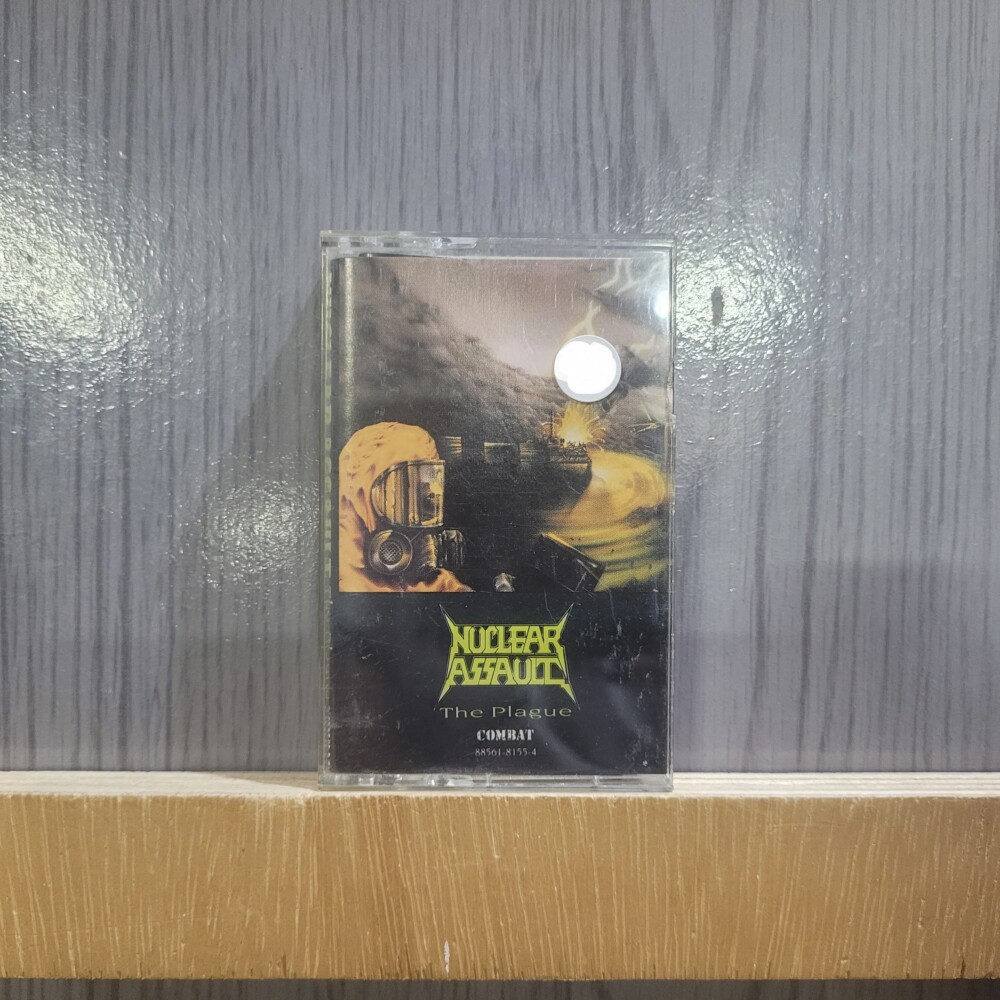 NUCLEAR
ASSAULT
The Plague
COMBAT
88561-8155-4